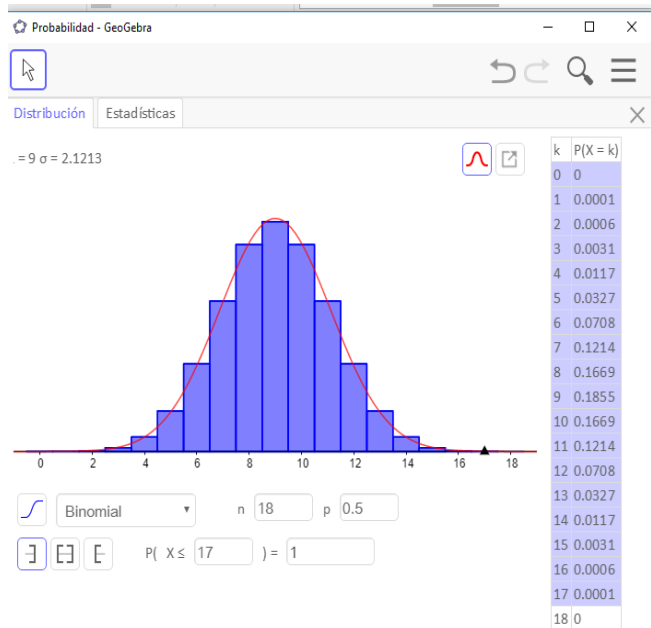 Probabilidad - GeoGebra
Distribución Estadísticas
. = 9 σ = 2.1213
0 2 4 6 8 10 12 14 16 18
Binomial n 18 p 0.5
P( X ≤ 17 ) = 1
k P(X = k)
0 0
1 0.0001
2 0.0006
3 0.0031
4 0.0117
5 0.0327
6 0.0708
7 0.1214
8 0.1669
9 0.1855
10 0.1669
11 0.1214
12 0.0708
13 0.0327
14 0.0117
15 0.0031
16 0.0006
17 0.0001
18 0